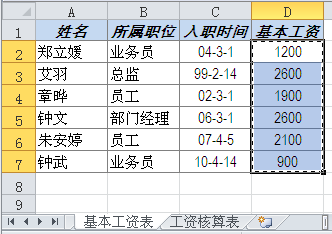 A B C D
1 姓名 所属职位 入职时间 基本工资
2 郑立媛 业务员 04-3-1 1200
3 艾羽 总监 99-2-14 2600
4 章晔 员工 02-3-1 1900
5 钟文 部门经理 06-3-1 2600
6 朱安婷 员工 07-4-5 2100
7 钟武 业务员 10-4-14 900
8
9
基本工资表 工资核算表